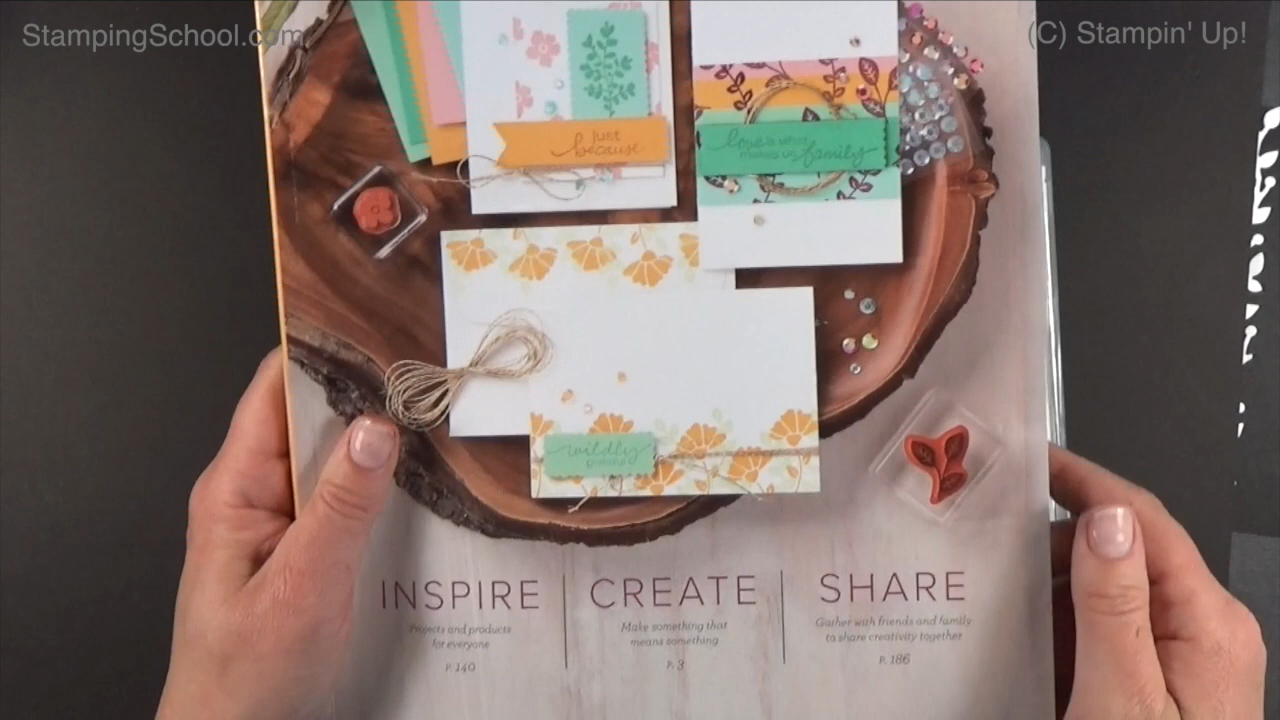 StampingSchool.com
(C) Stampin' Up!
just
because
love is what
makes us family
wildly
grateful
INSPIRE
Projects and products
for everyone
P. 140
CREATE
Make something that
means something
P. 3
SHARE
Gather with friends and family
to share creativity together
P. 186